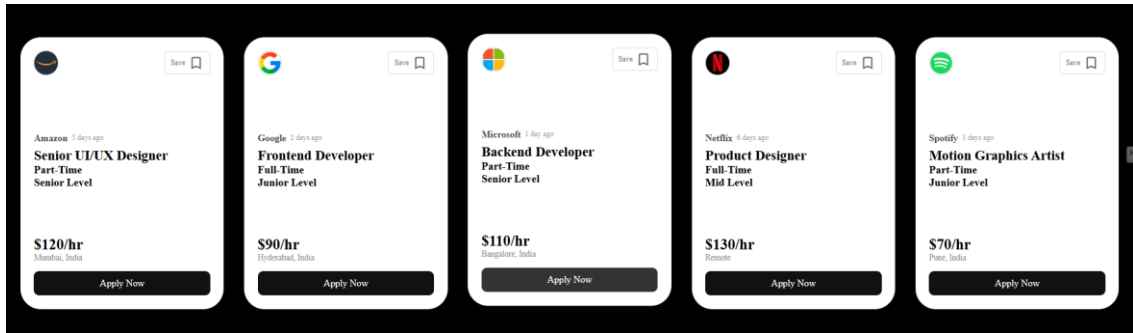 Save
Amazon 5 days ago
Senior UI/UX Designer
Part-Time
Senior Level
$120/hr
Mumbai, India
Apply Now
Save
Google 2 days ago
Frontend Developer
Full-Time
Junior Level
$90/hr
Hyderabad, India
Apply Now
Save
Microsoft 1 day ago
Backend Developer
Part-Time
Senior Level
$110/hr
Bangalore, India
Apply Now
N
Save
Netflix 6 days ago
Product Designer
Full-Time
Mid Level
$130/hr
Remote
Apply Now
Save
Spotify 3 days ago
Motion Graphics Artist
Part-Time
Junior Level
$70/hr
Pune, India
Apply Now